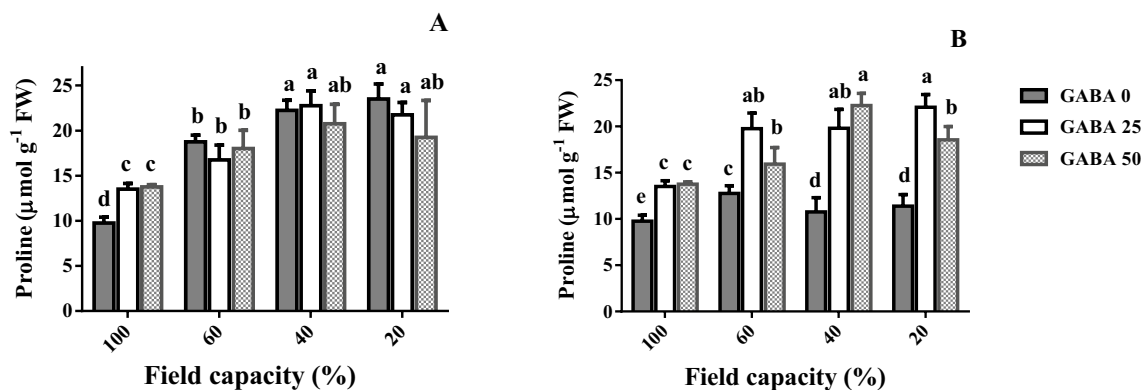 A
Proline (μmol g⁻¹ FW)
25
20
15
10
5
0
d c c b b b a a ab a a ab
100 60 40 20
Field capacity (%)
B
Proline (μmol g⁻¹ FW)
25
20
15
10
5
0
e c c c ab b d ab a d a b
100 60 40 20
Field capacity (%)
GABA 0
GABA 25
GABA 50